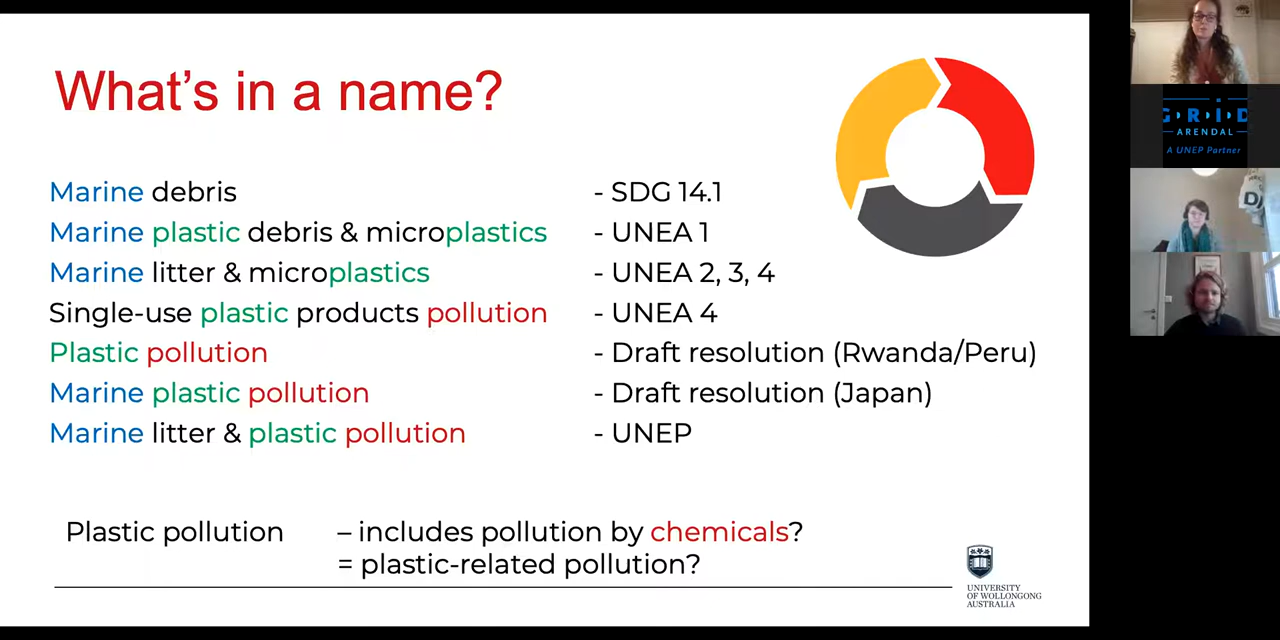 What's in a name?
Marine debris - SDG 14.1
Marine plastic debris & microplastics - UNEA 1
Marine litter & microplastics - UNEA 2, 3, 4
Single-use plastic products pollution - UNEA 4
Plastic pollution - Draft resolution (Rwanda/Peru)
Marine plastic pollution - Draft resolution (Japan)
Marine litter & plastic pollution - UNEP
Plastic pollution – includes pollution by chemicals?
= plastic-related pollution?
UNIVERSITY
OF WOLLONGONG
AUSTRALIA
GRID
ARENDAL
A UNEP Partner